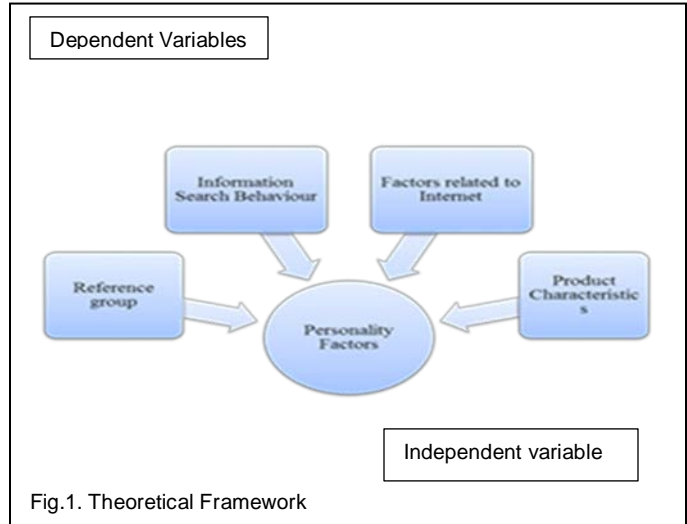 Dependent Variables
Information
Search Behaviour
Factors related to
Internet
Reference
group
Product
Characteristic
s
Personality
Factors
Independent variable
Fig.1. Theoretical Framework